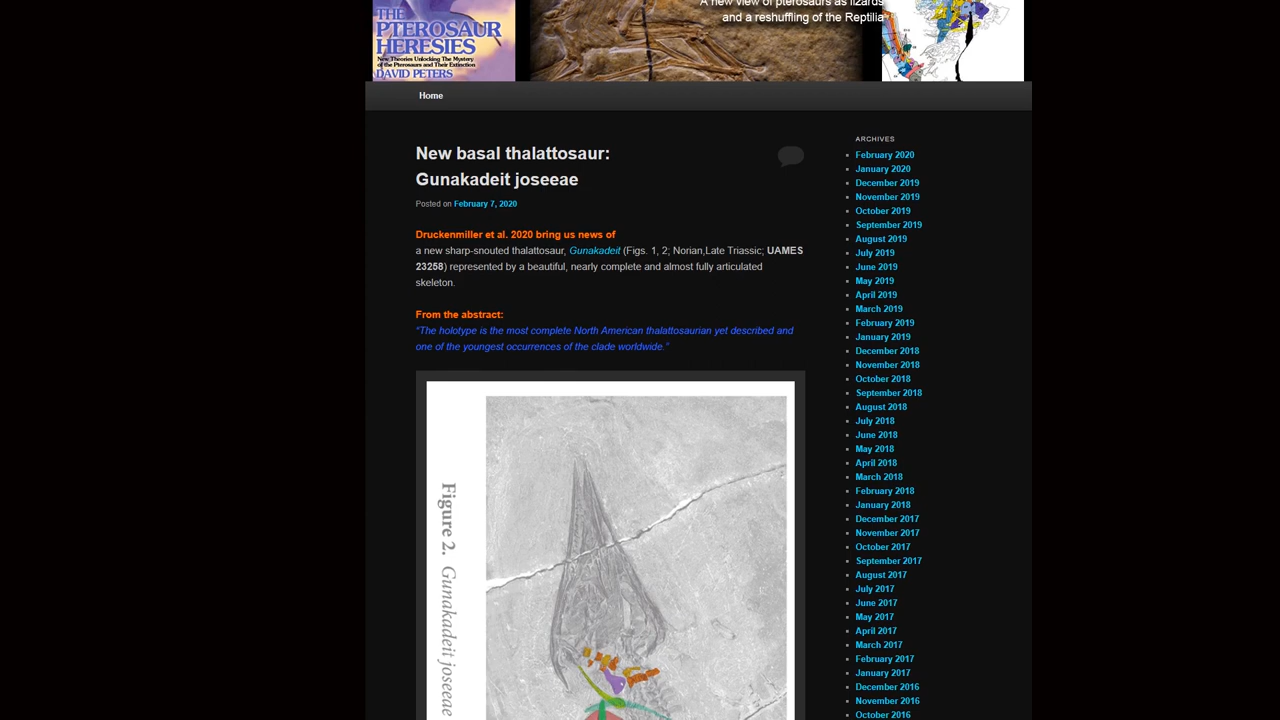 A new view of pterosaurs as lizards
and a reshuffling of the Reptilia
THE
PTEROSAUR
HERESIES
New Theories Unlocking The Mystery
of the Pterosaurs and Their Extinction
DAVID PETERS
Home
New basal thalattosaur:
Gunakadeit joseeae
Posted on February 7, 2020
Druckenmiller et al. 2020 bring us news of
a new sharp-snouted thalattosaur, Gunakadeit (Figs. 1, 2; Norian,Late Triassic; UAMES
23258) represented by a beautiful, nearly complete and almost fully articulated
skeleton.
From the abstract:
"The holotype is the most complete North American thalattosaurian yet described and
one of the youngest occurrences of the clade worldwide."
Figure 2. Gunakadeit joseeae
ARCHIVES
February 2020
January 2020
December 2019
November 2019
October 2019
September 2019
August 2019
July 2019
June 2019
May 2019
April 2019
March 2019
February 2019
January 2019
December 2018
November 2018
October 2018
September 2018
August 2018
July 2018
June 2018
May 2018
April 2018
March 2018
February 2018
January 2018
December 2017
November 2017
October 2017
September 2017
August 2017
July 2017
June 2017
May 2017
April 2017
March 2017
February 2017
January 2017
December 2016
November 2016
October 2016